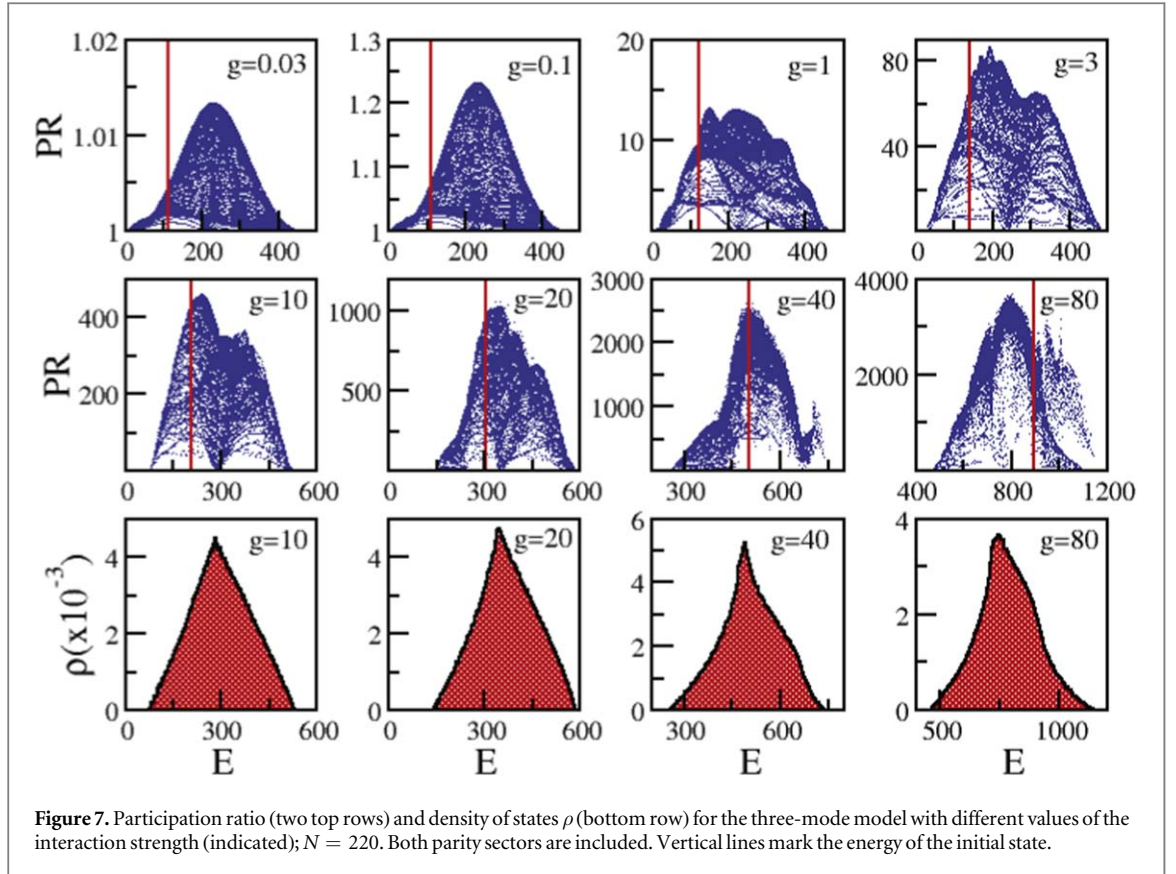 1.02 1.3 20 80
g=0.03 g=0.1 g=1 g=3
PR 1.01 1.2 10 40
1.1
1 1
0 200 400 0 200 400 0 200 400 0 200 400
400 1000 3000 4000
g=10 g=20 g=40 g=80
PR 200 500 2000 2000
1000
0 300 600 0 300 600 300 600 400 800 1200
4 4 6 4
g=10 g=20 g=40 g=80
ρ(x10-3) 2 2 4 2
2
0 0 0 0
0 300 600 0 300 600 300 600 500 1000
E E E E
Figure 7. Participation ratio (two top rows) and density of states ρ (bottom row) for the three-mode model with different values of the
interaction strength (indicated); N = 220. Both parity sectors are included. Vertical lines mark the energy of the initial state.